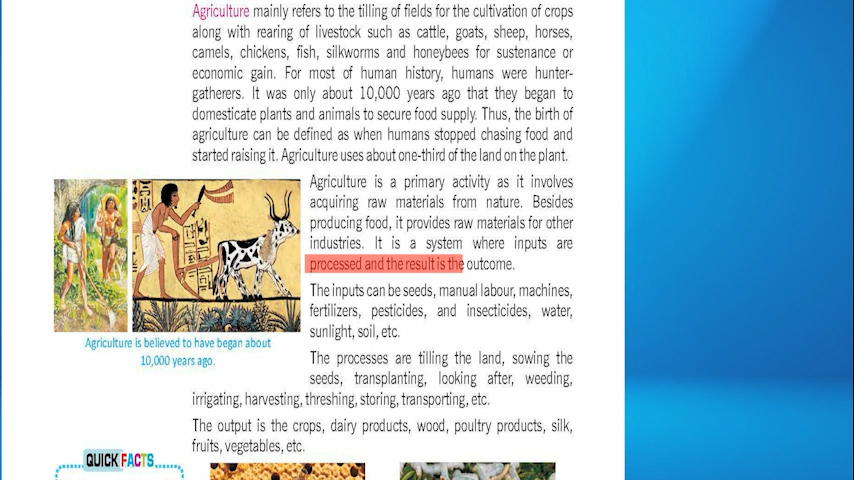 Agriculture mainly refers to the tilling of fields for the cultivation of crops
along with rearing of livestock such as cattle, goats, sheep, horses,
camels, chickens, fish, silkworms and honeybees for sustenance or
economic gain. For most of human history, humans were hunter-
gatherers. It was only about 10,000 years ago that they began to
domesticate plants and animals to secure food supply. Thus, the birth of
agriculture can be defined as when humans stopped chasing food and
started raising it. Agriculture uses about one-third of the land on the plant.
Agriculture is a primary activity as it involves
acquiring raw materials from nature. Besides
producing food, it provides raw materials for other
industries. It is a system where inputs are
processed and the result is the outcome.
The inputs can be seeds, manual labour, machines,
fertilizers, pesticides, and insecticides, water,
sunlight, soil, etc.
Agriculture is believed to have began about
10,000 years ago.
The processes are tilling the land, sowing the
seeds, transplanting, looking after, weeding,
irrigating, harvesting, threshing, storing, transporting, etc.
The output is the crops, dairy products, wood, poultry products, silk,
fruits, vegetables, etc.
QUICK FACTS